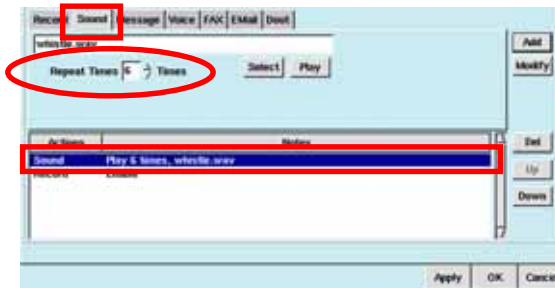 Record Sound Message Voice FAX EMail Dout
whistle.wav Add
Repeat Times 6 Times Select Play Modify
Actions Notes Del
Sound Play 6 times, whistle.wav
Record Enable Up
Down
Apply OK Cance